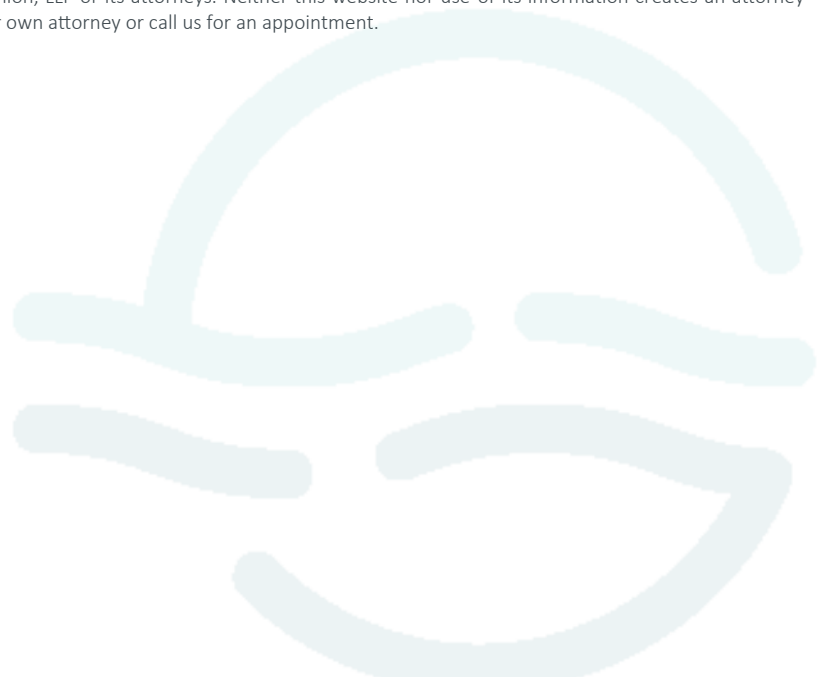 LLP or its attorneys. Neither this website nor use of its information creates an attorney
own attorney or call us for an appointment.